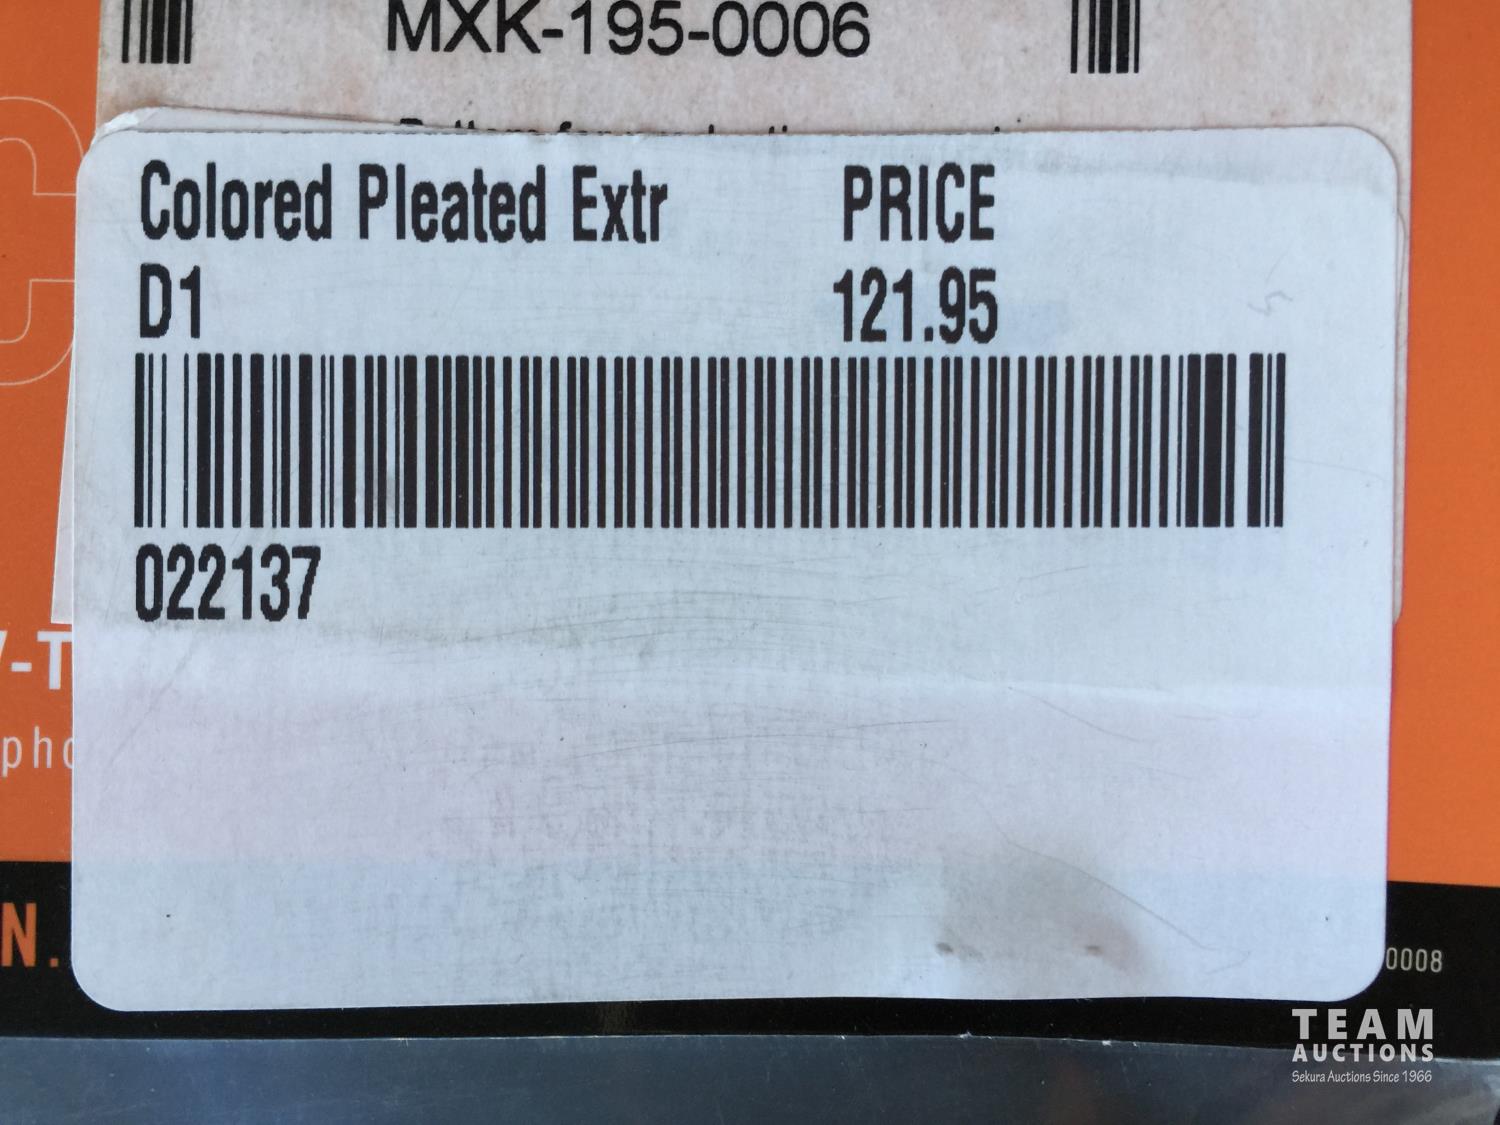 MXK-195-0006
Colored Pleated Extr PRICE
D1 121.95
022137
-T
pho
N.
0008
TEAM
AUCTIONS
Sekura Auctions Since 1966